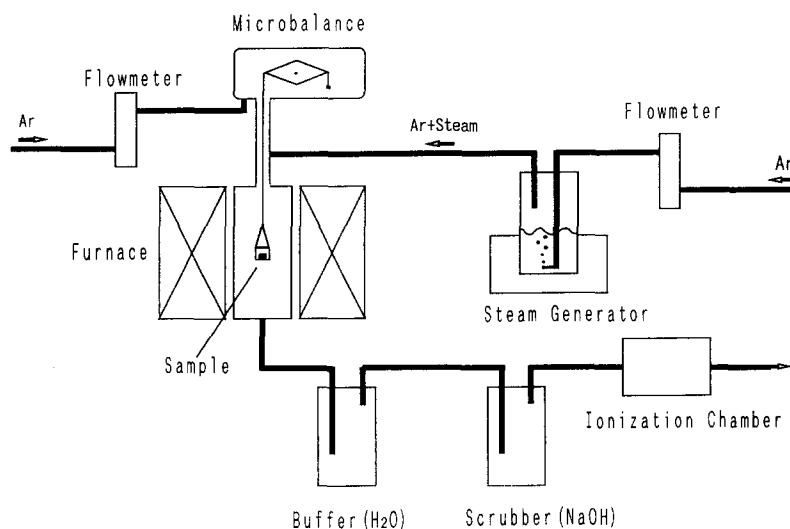 Microbalance
Flowmeter
Ar
Ar+Steam
Flowmeter
Ar
Furnace
Steam Generator
Sample
Ionization Chamber
Buffer(H₂O)
Scrubber(NaOH)